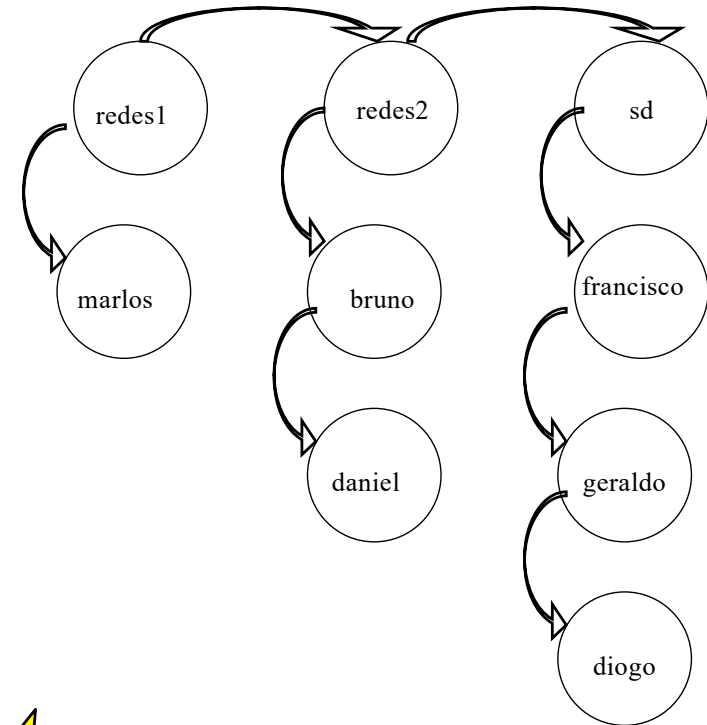 redes1
redes2
sd
marlos
bruno
francisco
daniel
geraldo
diogo